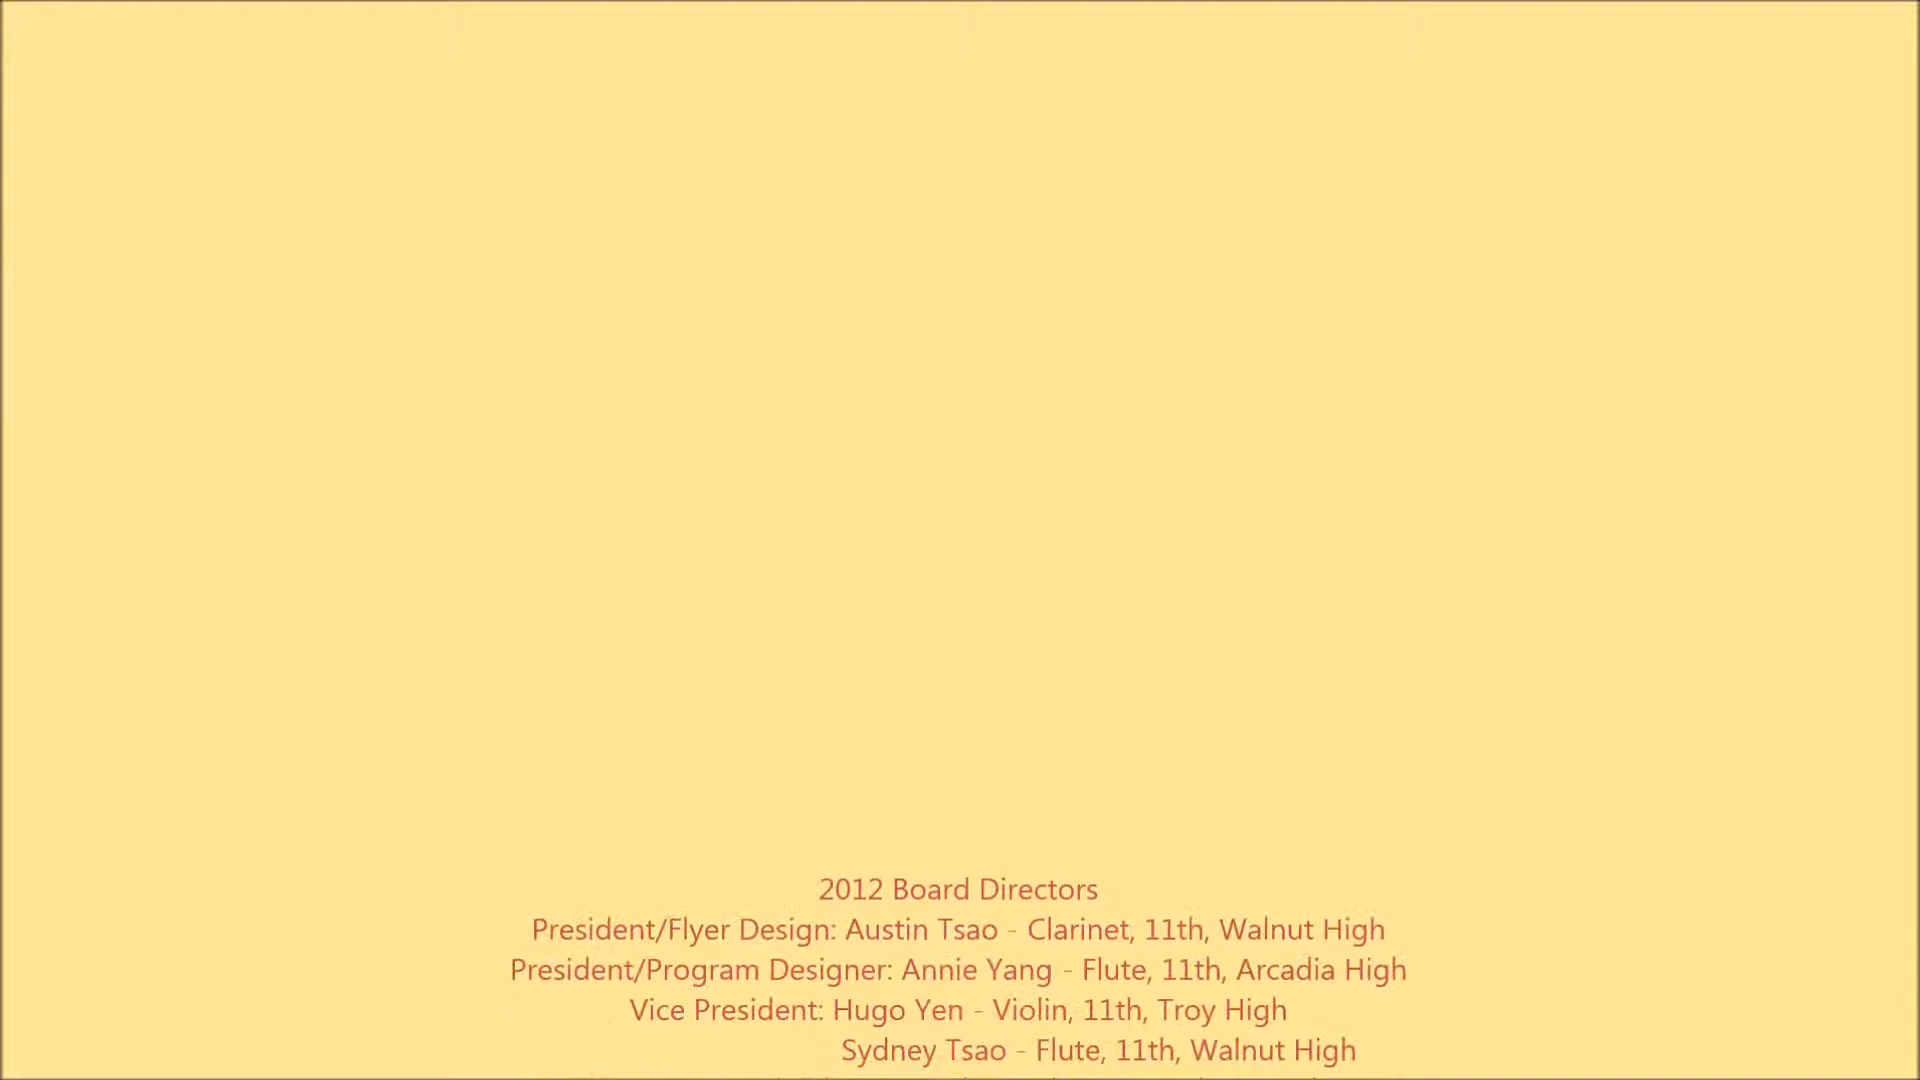 2012 Board Directors
President/Flyer Design: Austin Tsao - Clarinet, 11th, Walnut High
President/Program Designer: Annie Yang - Flute, 11th, Arcadia High
Vice President: Hugo Yen - Violin, 11th, Troy High
Sydney Tsao - Flute, 11th, Walnut High